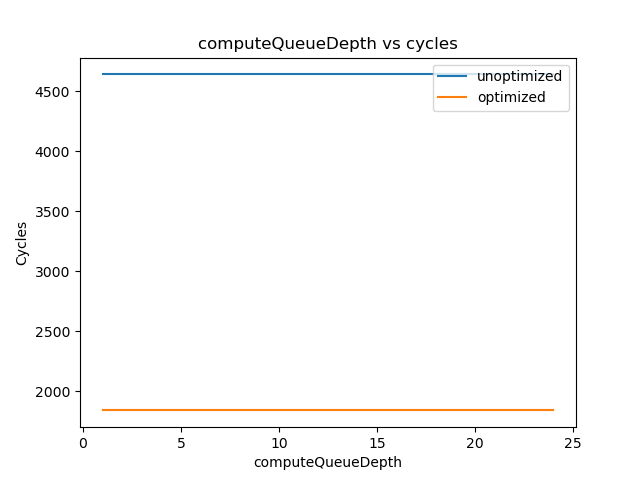 computeQueueDepth vs cycles
unoptimized
optimized
4500
4000
3500
3000
2500
2000
Cycles
0 5 10 15 20 25
computeQueueDepth